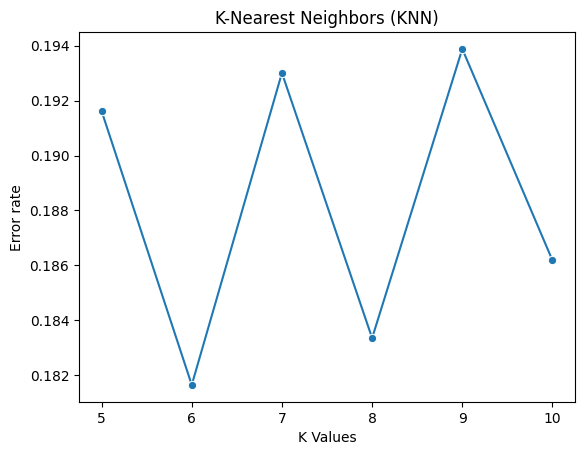 K-Nearest Neighbors (KNN)
Error rate
0.194
0.192
0.190
0.188
0.186
0.184
0.182
5 6 7 8 9 10
K Values